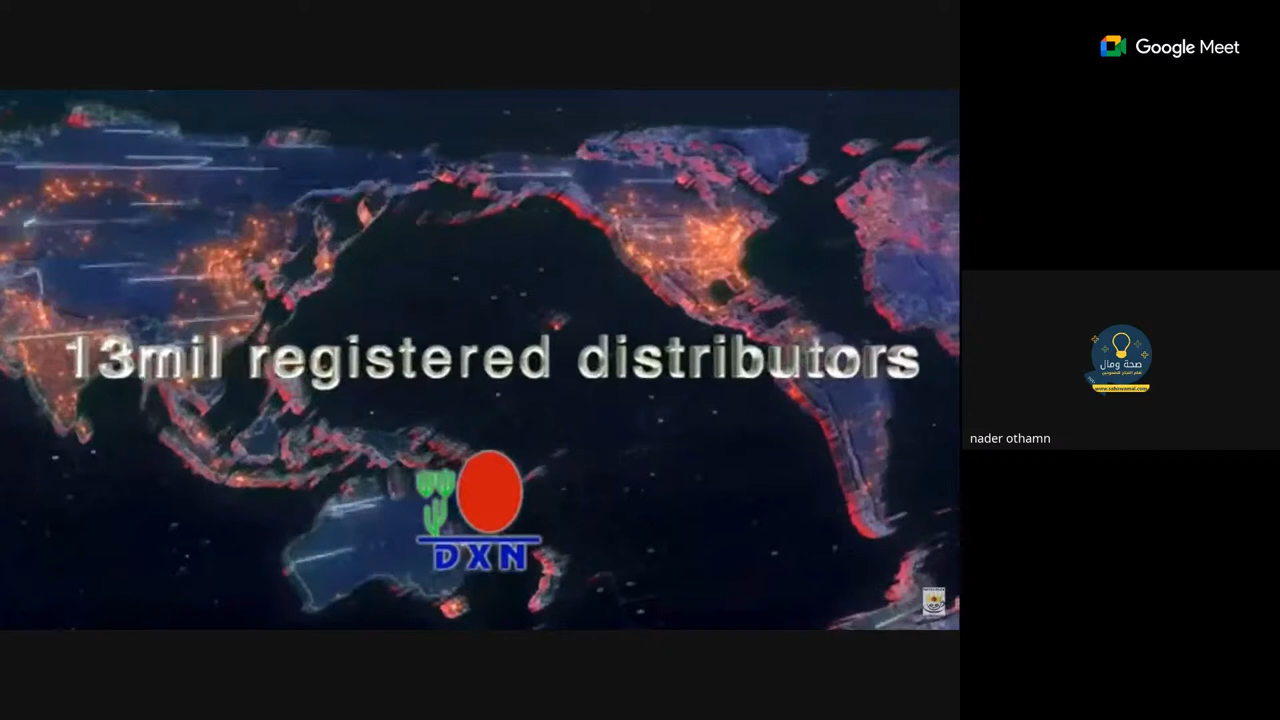 Google Meet
13mil registered distributors
DXN
صحة ومال
nader othamn